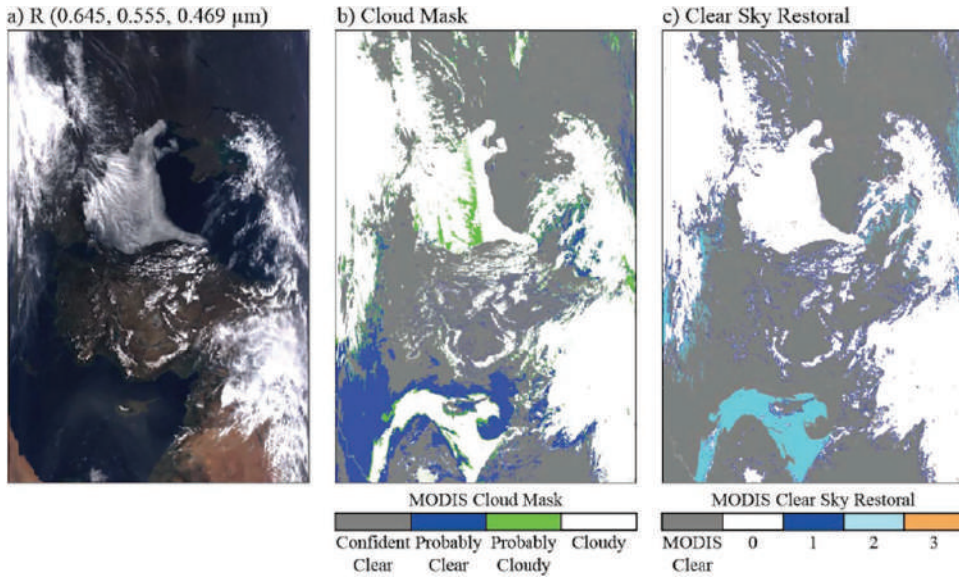 a) R (0.645, 0.555, 0.469 µm)
b) Cloud Mask
c) Clear Sky Restoral
MODIS Cloud Mask
Confident Clear
Probably Clear
Probably Cloudy
Cloudy
MODIS Clear Sky Restoral
MODIS Clear
0
1
2
3